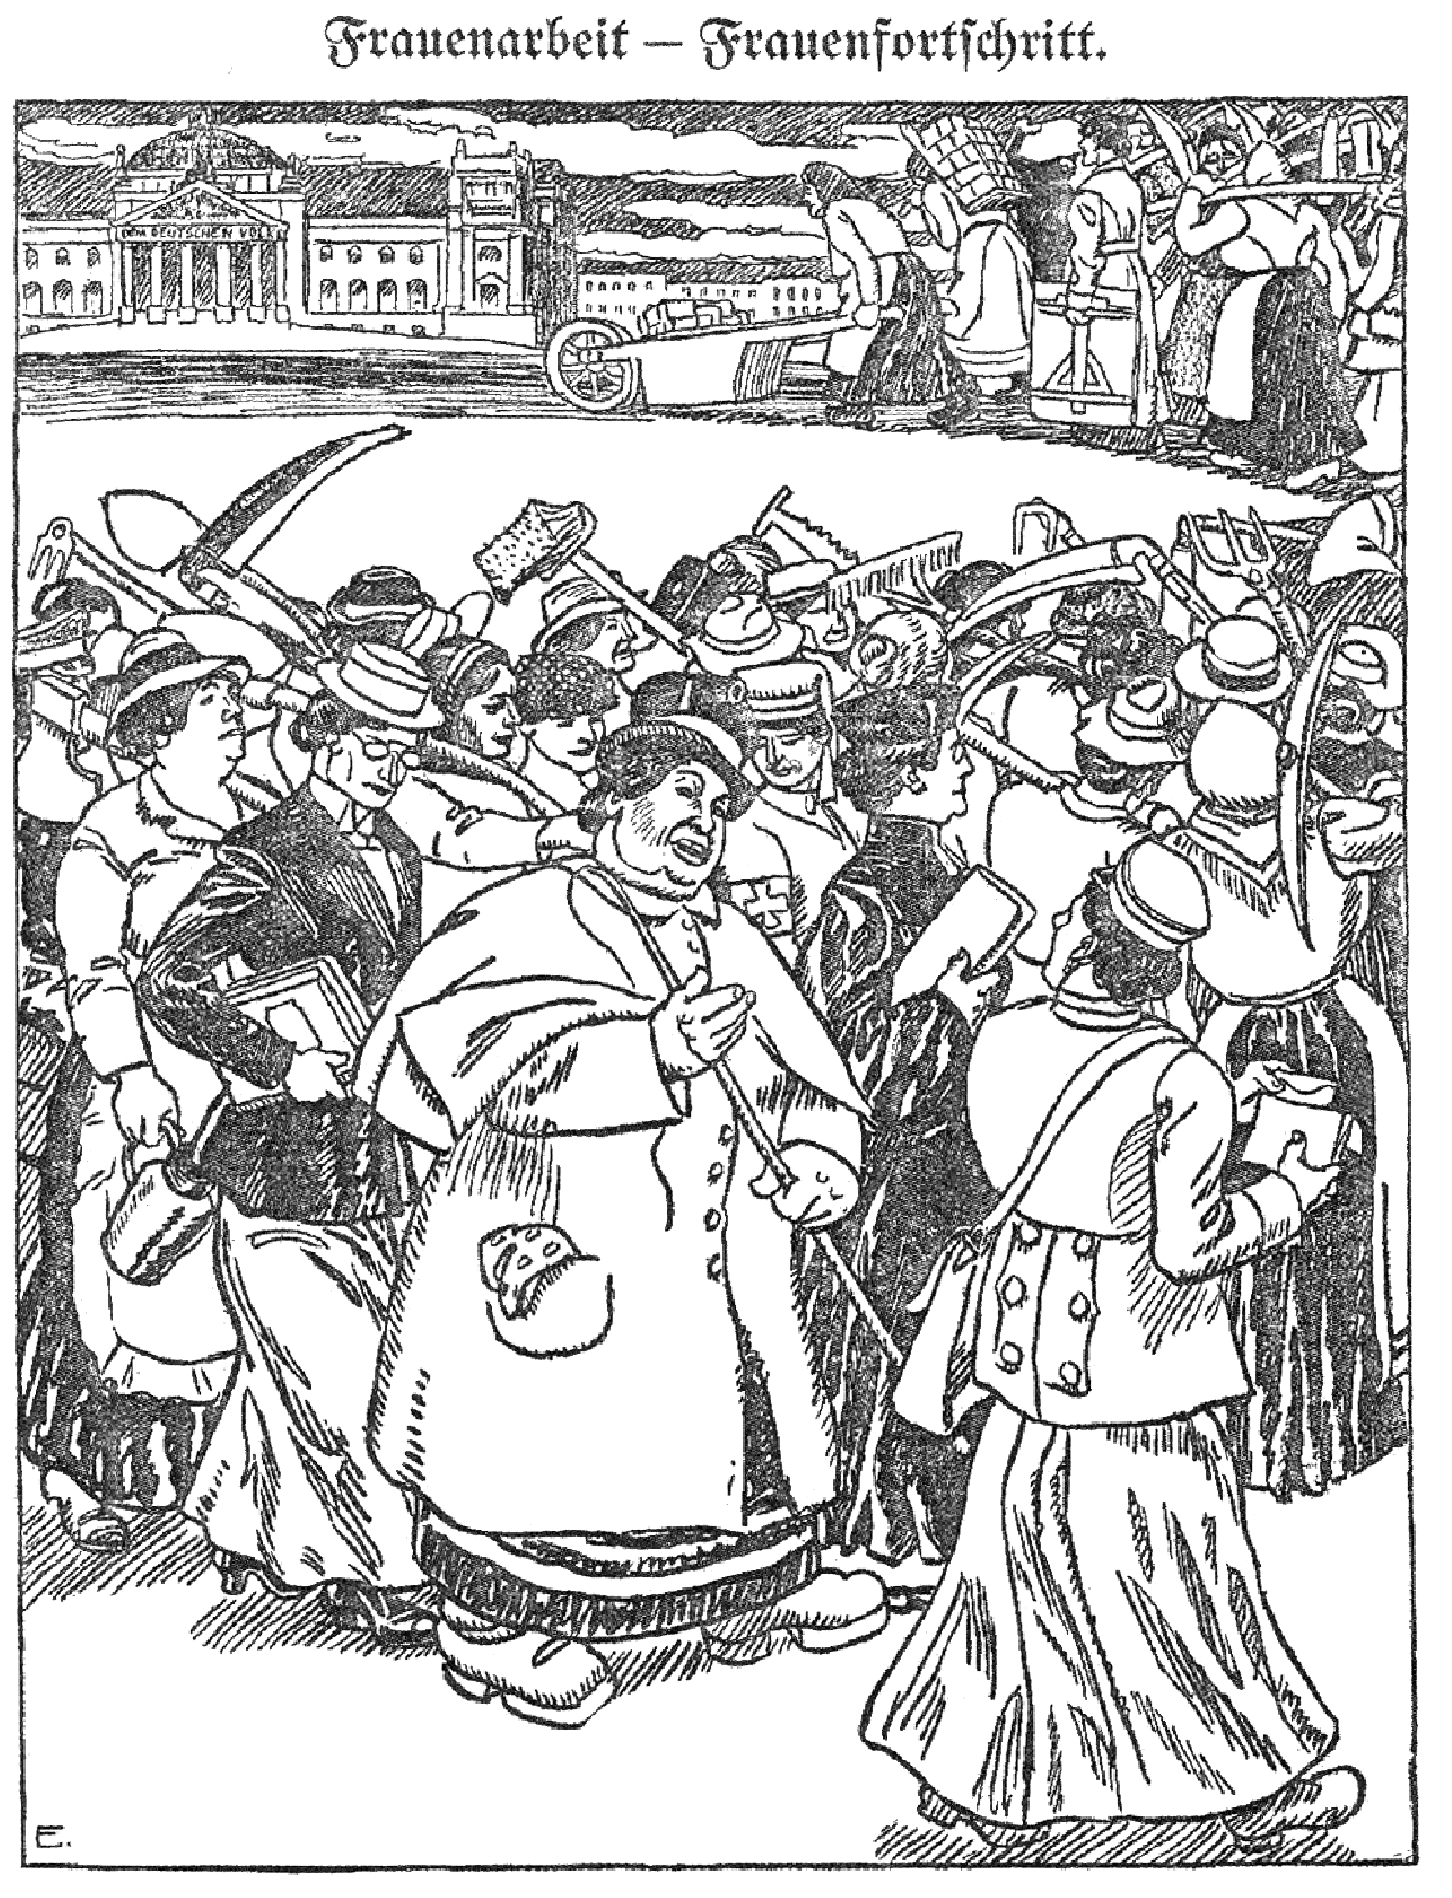 Frauenarbeit — Frauenfortschritt.
DEM DEUTSCHEN VOLKE
E.